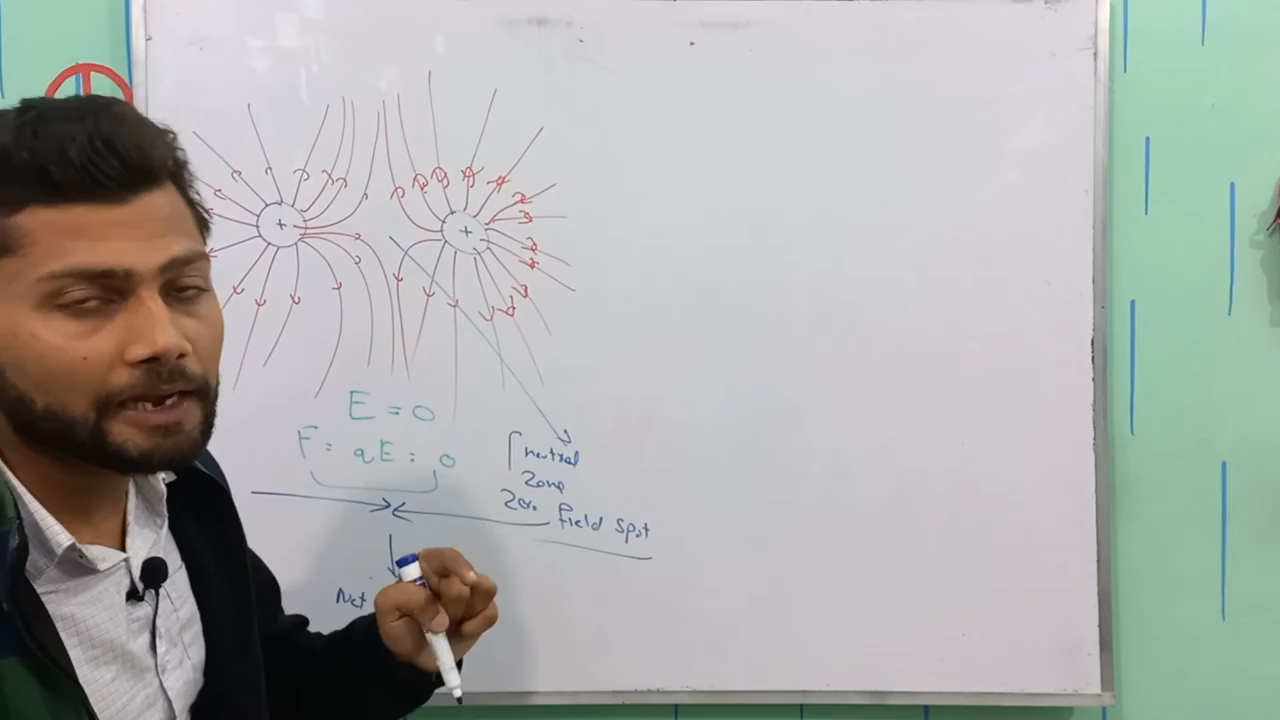 + +
E = 0
F = qE = 0
neutral
Zone
Zero field spot
Net